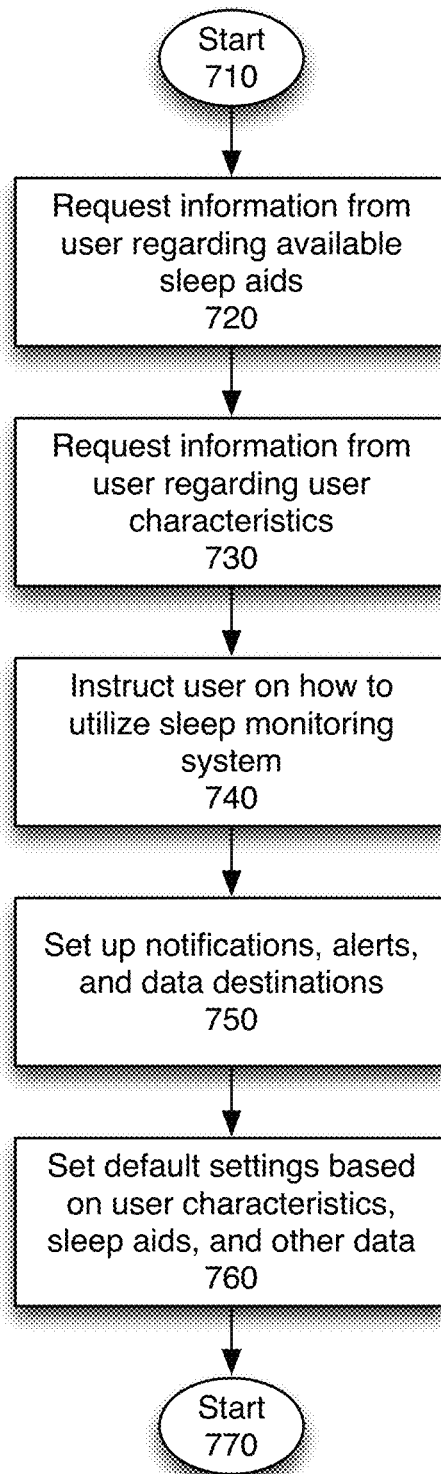 Start
710
Request information from
user regarding available
sleep aids
720
Request information from
user regarding user
characteristics
730
Instruct user on how to
utilize sleep monitoring
system
740
Set up notifications, alerts,
and data destinations
750
Set default settings based
on user characteristics,
sleep aids, and other data
760
Start
770